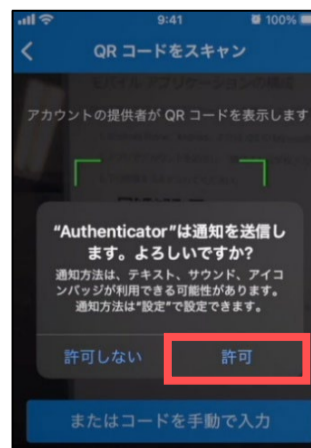 9:41
100%
QR コードをスキャン
アカウントの提供者が QR コードを表示します
"Authenticator"は通知を送信し
ます。よろしいですか?
通知方法は、テキスト、サウンド、アイコ
ンバッジが利用できる可能性があります。
通知方法は"設定"で設定できます。
許可しない
許可
またはコードを手動で入力